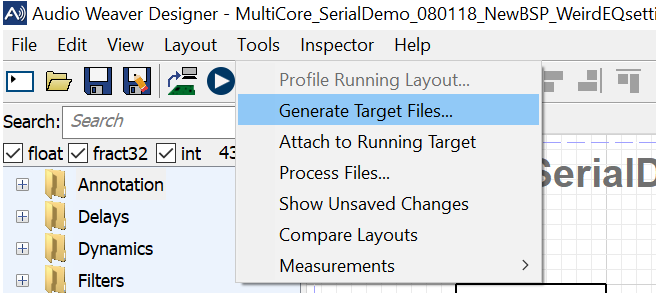 Audio Weaver Designer - MultiCore_SerialDemo_080118_NewBSP_WeirdEQsetti
File Edit View Layout Tools Inspector Help
Profile Running Layout...
Generate Target Files...
Search: Search
Attach to Running Target
float fract32 int 43
Process Files...
SerialD
Annotation
Show Unsaved Changes
Delays
Compare Layouts
Dynamics
Measurements
Filters